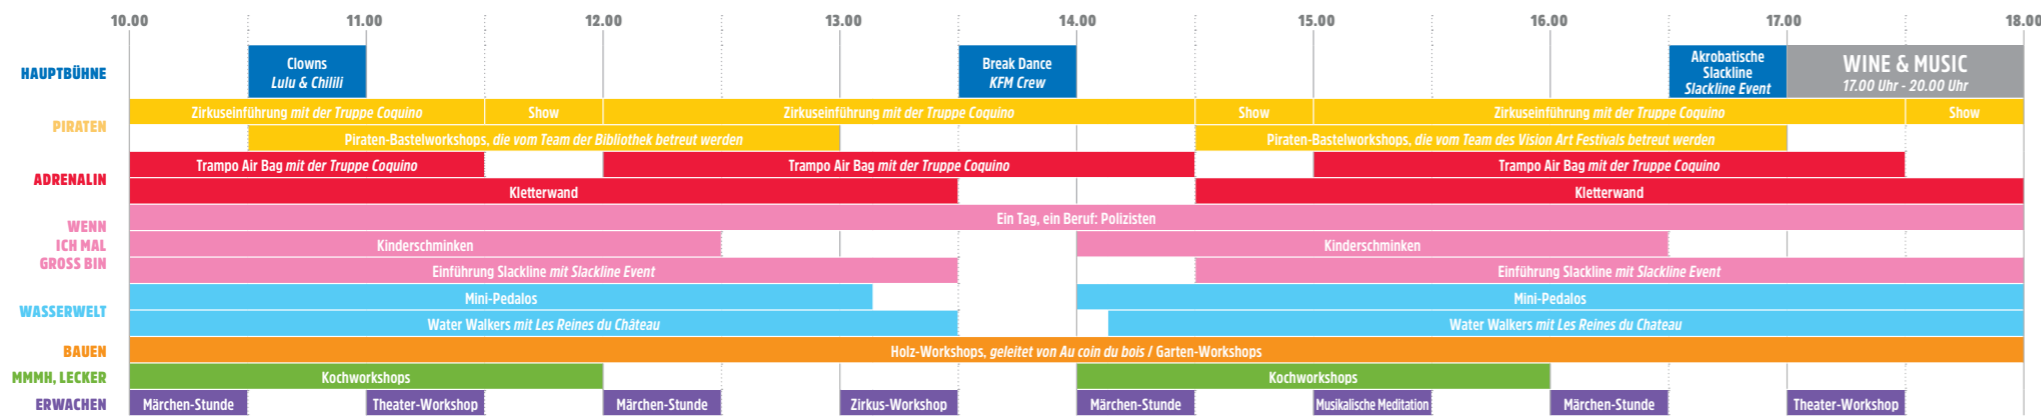 10.00 11.00 12.00 13.00 14.00 15.00 16.00 17.00 18.00
HAUPTBÜHNE
Clowns
Lulu & Chilili
Break Dance
KFM Crew
Akrobatische
Slackline
Slackline Event
WINE & MUSIC
17.00 Uhr - 20.00 Uhr
PIRATEN
Zirkuseinführung mit der Truppe Coquino Show Zirkuseinführung mit der Truppe Coquino Show Zirkuseinführung mit der Truppe Coquino Show
Piraten-Bastelworkshops, die vom Team der Bibliothek betreut werden Piraten-Bastelworkshops, die vom Team des Vision Art Festivals betreut werden
ADRENALIN
Trampo Air Bag mit der Truppe Coquino Trampo Air Bag mit der Truppe Coquino Trampo Air Bag mit der Truppe Coquino
Kletterwand Kletterwand
WENN
ICH MAL
GROSS BIN
Ein Tag, ein Beruf: Polizisten
Kinderschminken Kinderschminken
Einführung Slackline mit Slackline Event Einführung Slackline mit Slackline Event
WASSERWELT
Mini-Pedalos Mini-Pedalos
Water Walkers mit Les Reines du Château Water Walkers mit Les Reines du Chateau
BAUEN
Holz-Workshops, geleitet von Au coin du bois / Garten-Workshops
MMMH, LECKER
Kochworkshops Kochworkshops
ERWACHEN
Märchen-Stunde Theater-Workshop Märchen-Stunde Zirkus-Workshop Märchen-Stunde Musikalische Meditation Märchen-Stunde Theater-Workshop